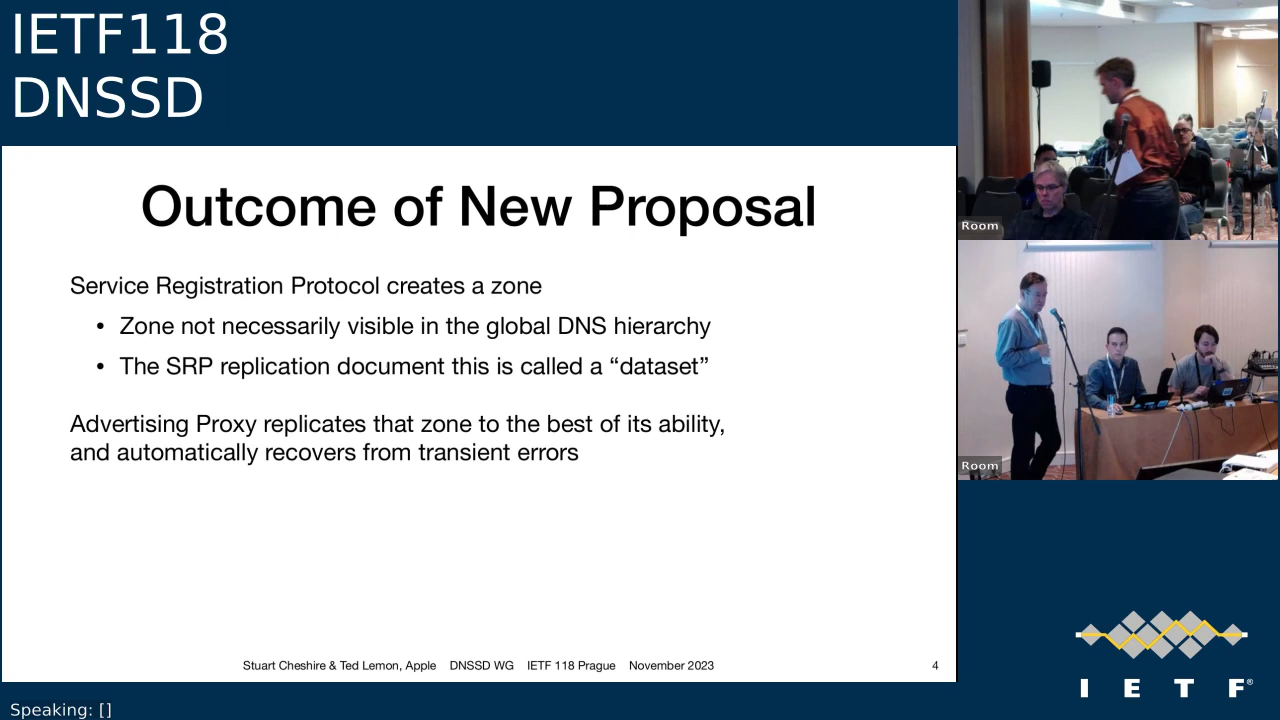 IETF118
DNSSD
Outcome of New Proposal
Service Registration Protocol creates a zone
• Zone not necessarily visible in the global DNS hierarchy
• The SRP replication document this is called a “dataset”
Advertising Proxy replicates that zone to the best of its ability,
and automatically recovers from transient errors
Stuart Cheshire & Ted Lemon, Apple DNSSD WG IETF 118 Prague November 2023
4
Room
Room
I E T F®
Speaking: []